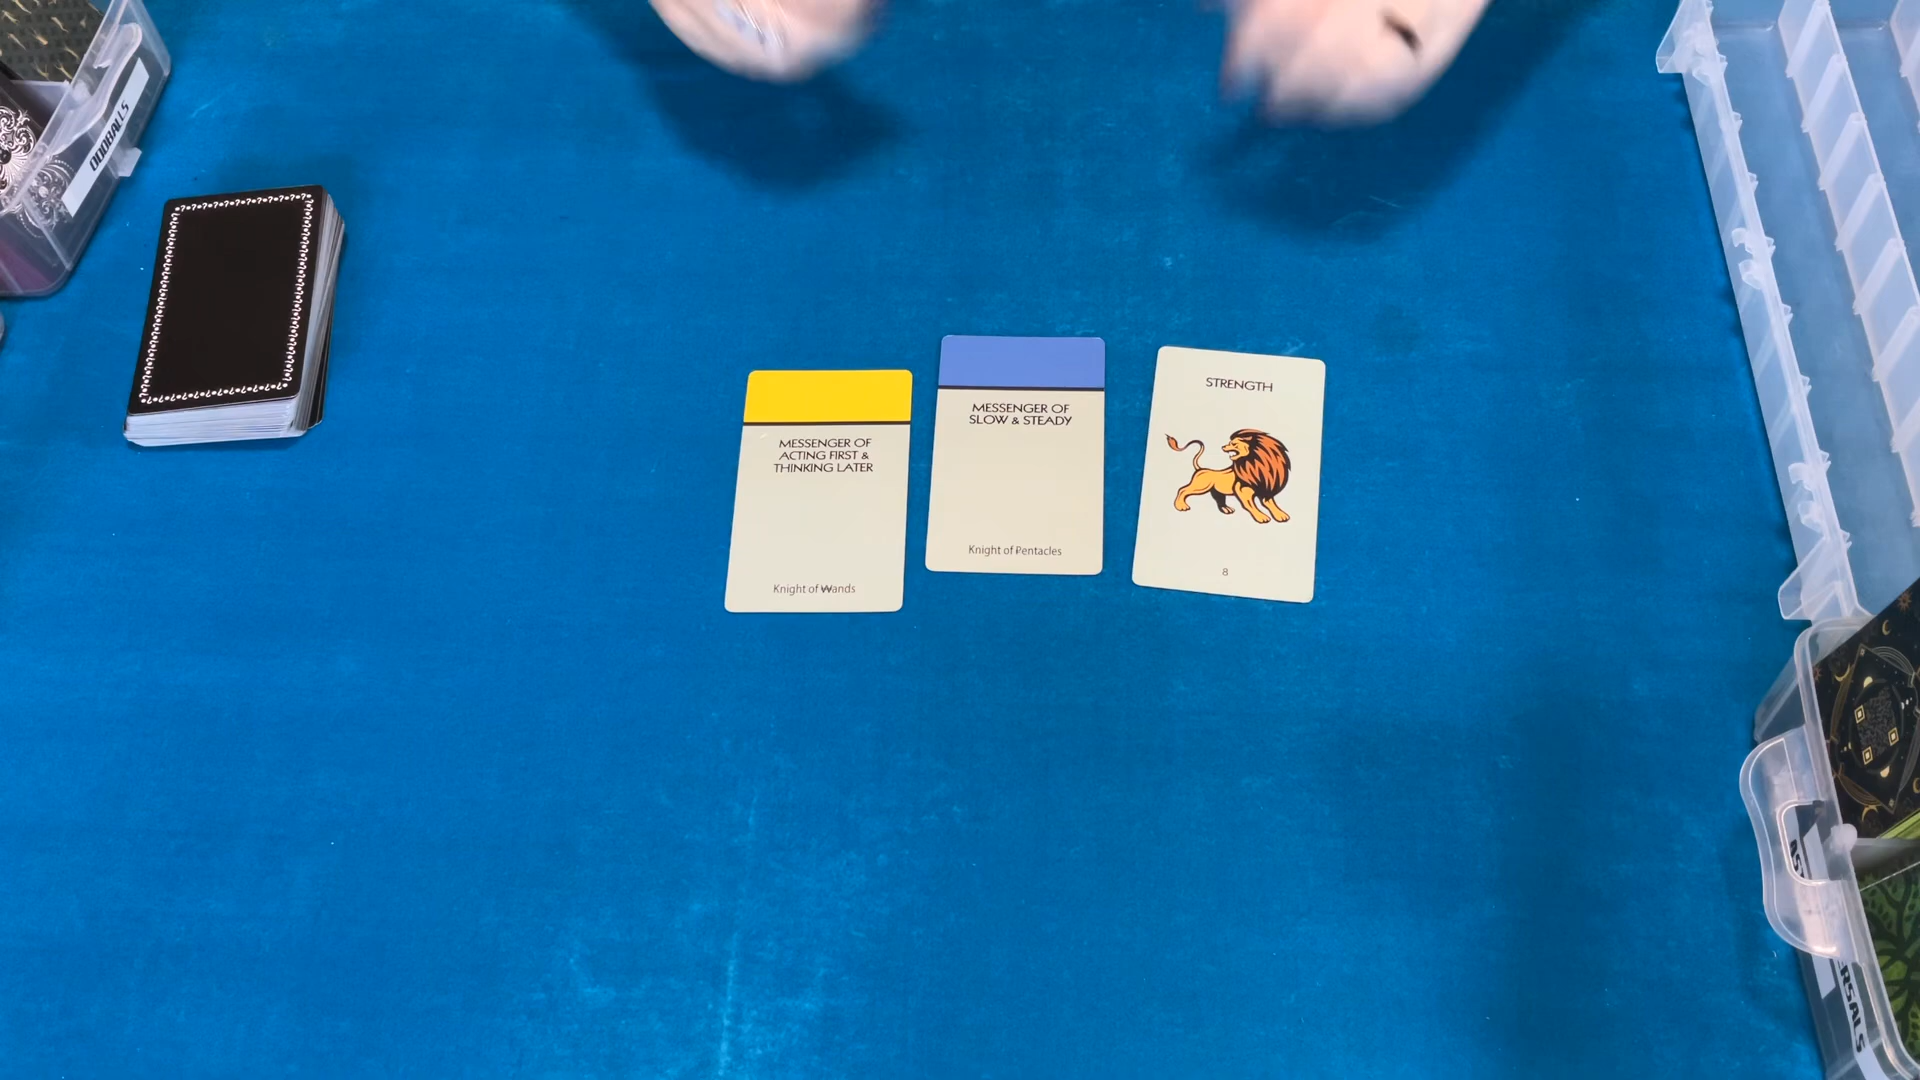 ODDBALLS
MESSENGER OF
ACTING FIRST &
THINKING LATER
Knight of Wands
MESSENGER OF
SLOW & STEADY
Knight of Pentacles
STRENGTH
8